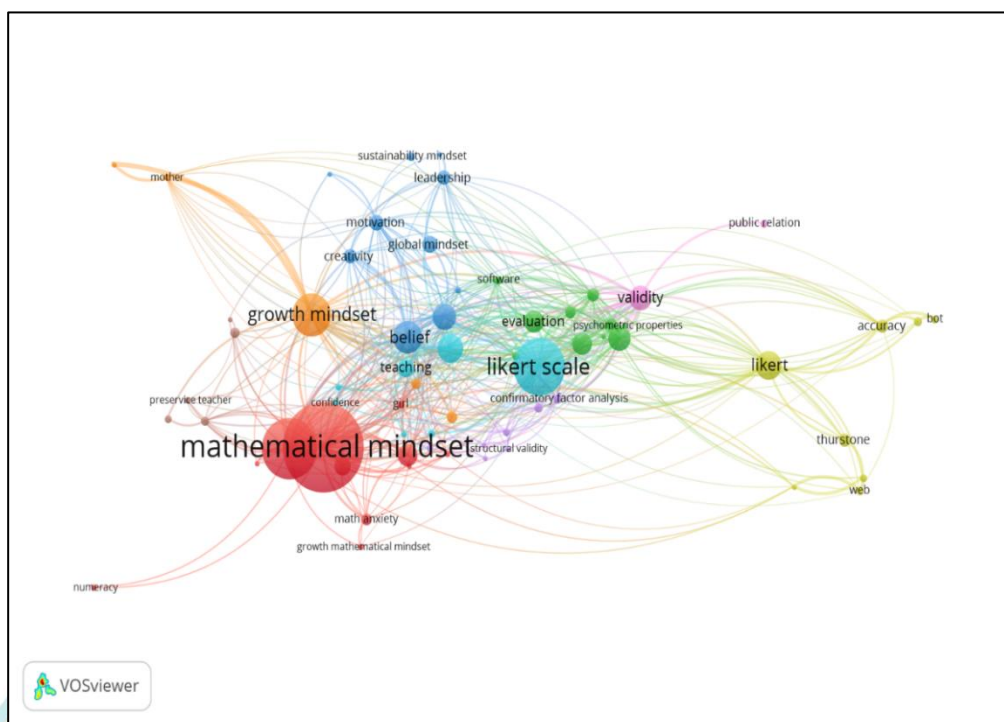 sustainability mindset
leadership
mother
motivation
public relation
global mindset
creativity
software
validity
growth mindset
evaluation
psychometric properties
accuracy
bot
belief
teaching
likert scale
likert
preservice teacher
confidence
girl
confirmatory factor analysis
mathematical mindset
structural validity
thurstone
web
math anxiety
growth mathematical mindset
numeracy
VOSviewer